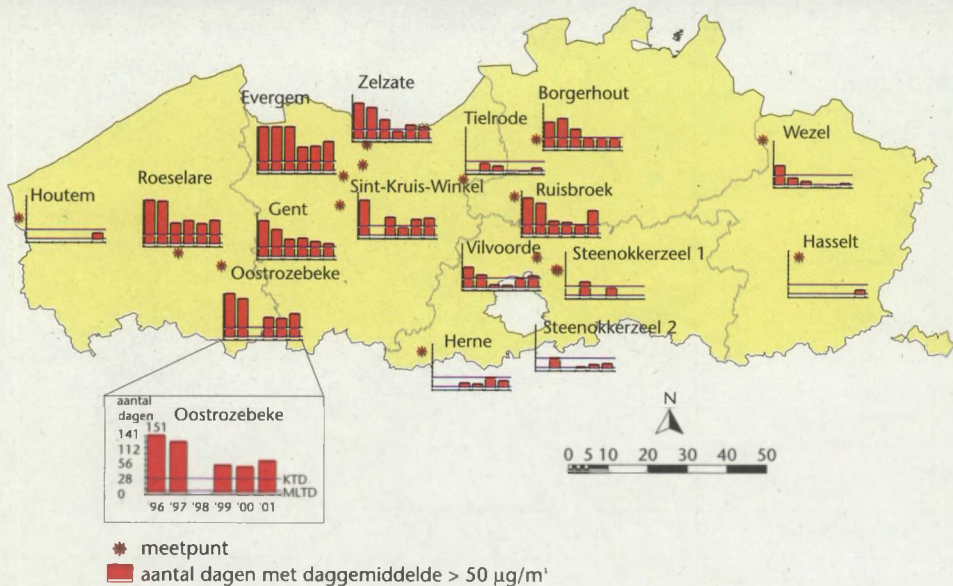 Zelzate
Evergem
Borgerhout
Tielrode
Wezel
Houtem
Roeselare
Sint-Kruis-Winkel
Ruisbroek
Gent
Vilvoorde
Steenokkerzeel 1
Hasselt
Oostrozebeke
Steenokkerzeel 2
Herne
aantal
dagen
Oostrozebeke
151
141
112
56
28
0
KTD
MLTD
'96 '97 '98 '99 '00 '01
N
0 5 10 20 30 40 50
meetpunt
aantal dagen met daggemiddelde > 50 µg/m³